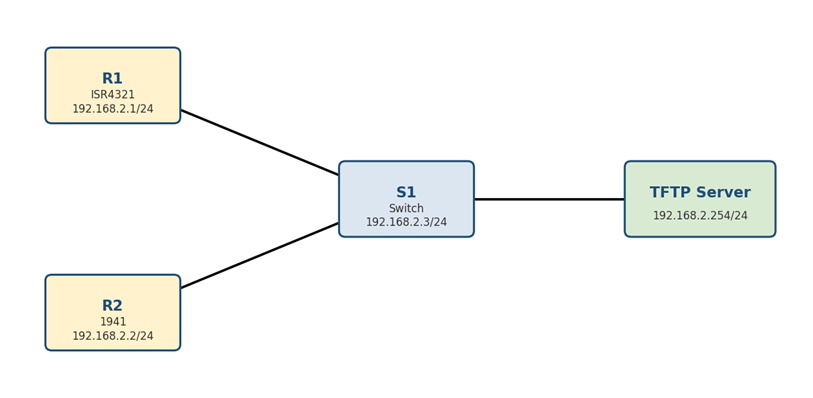 R1
ISR4321
192.168.2.1/24
S1
Switch
192.168.2.3/24
TFTP Server
192.168.2.254/24
R2
1941
192.168.2.2/24